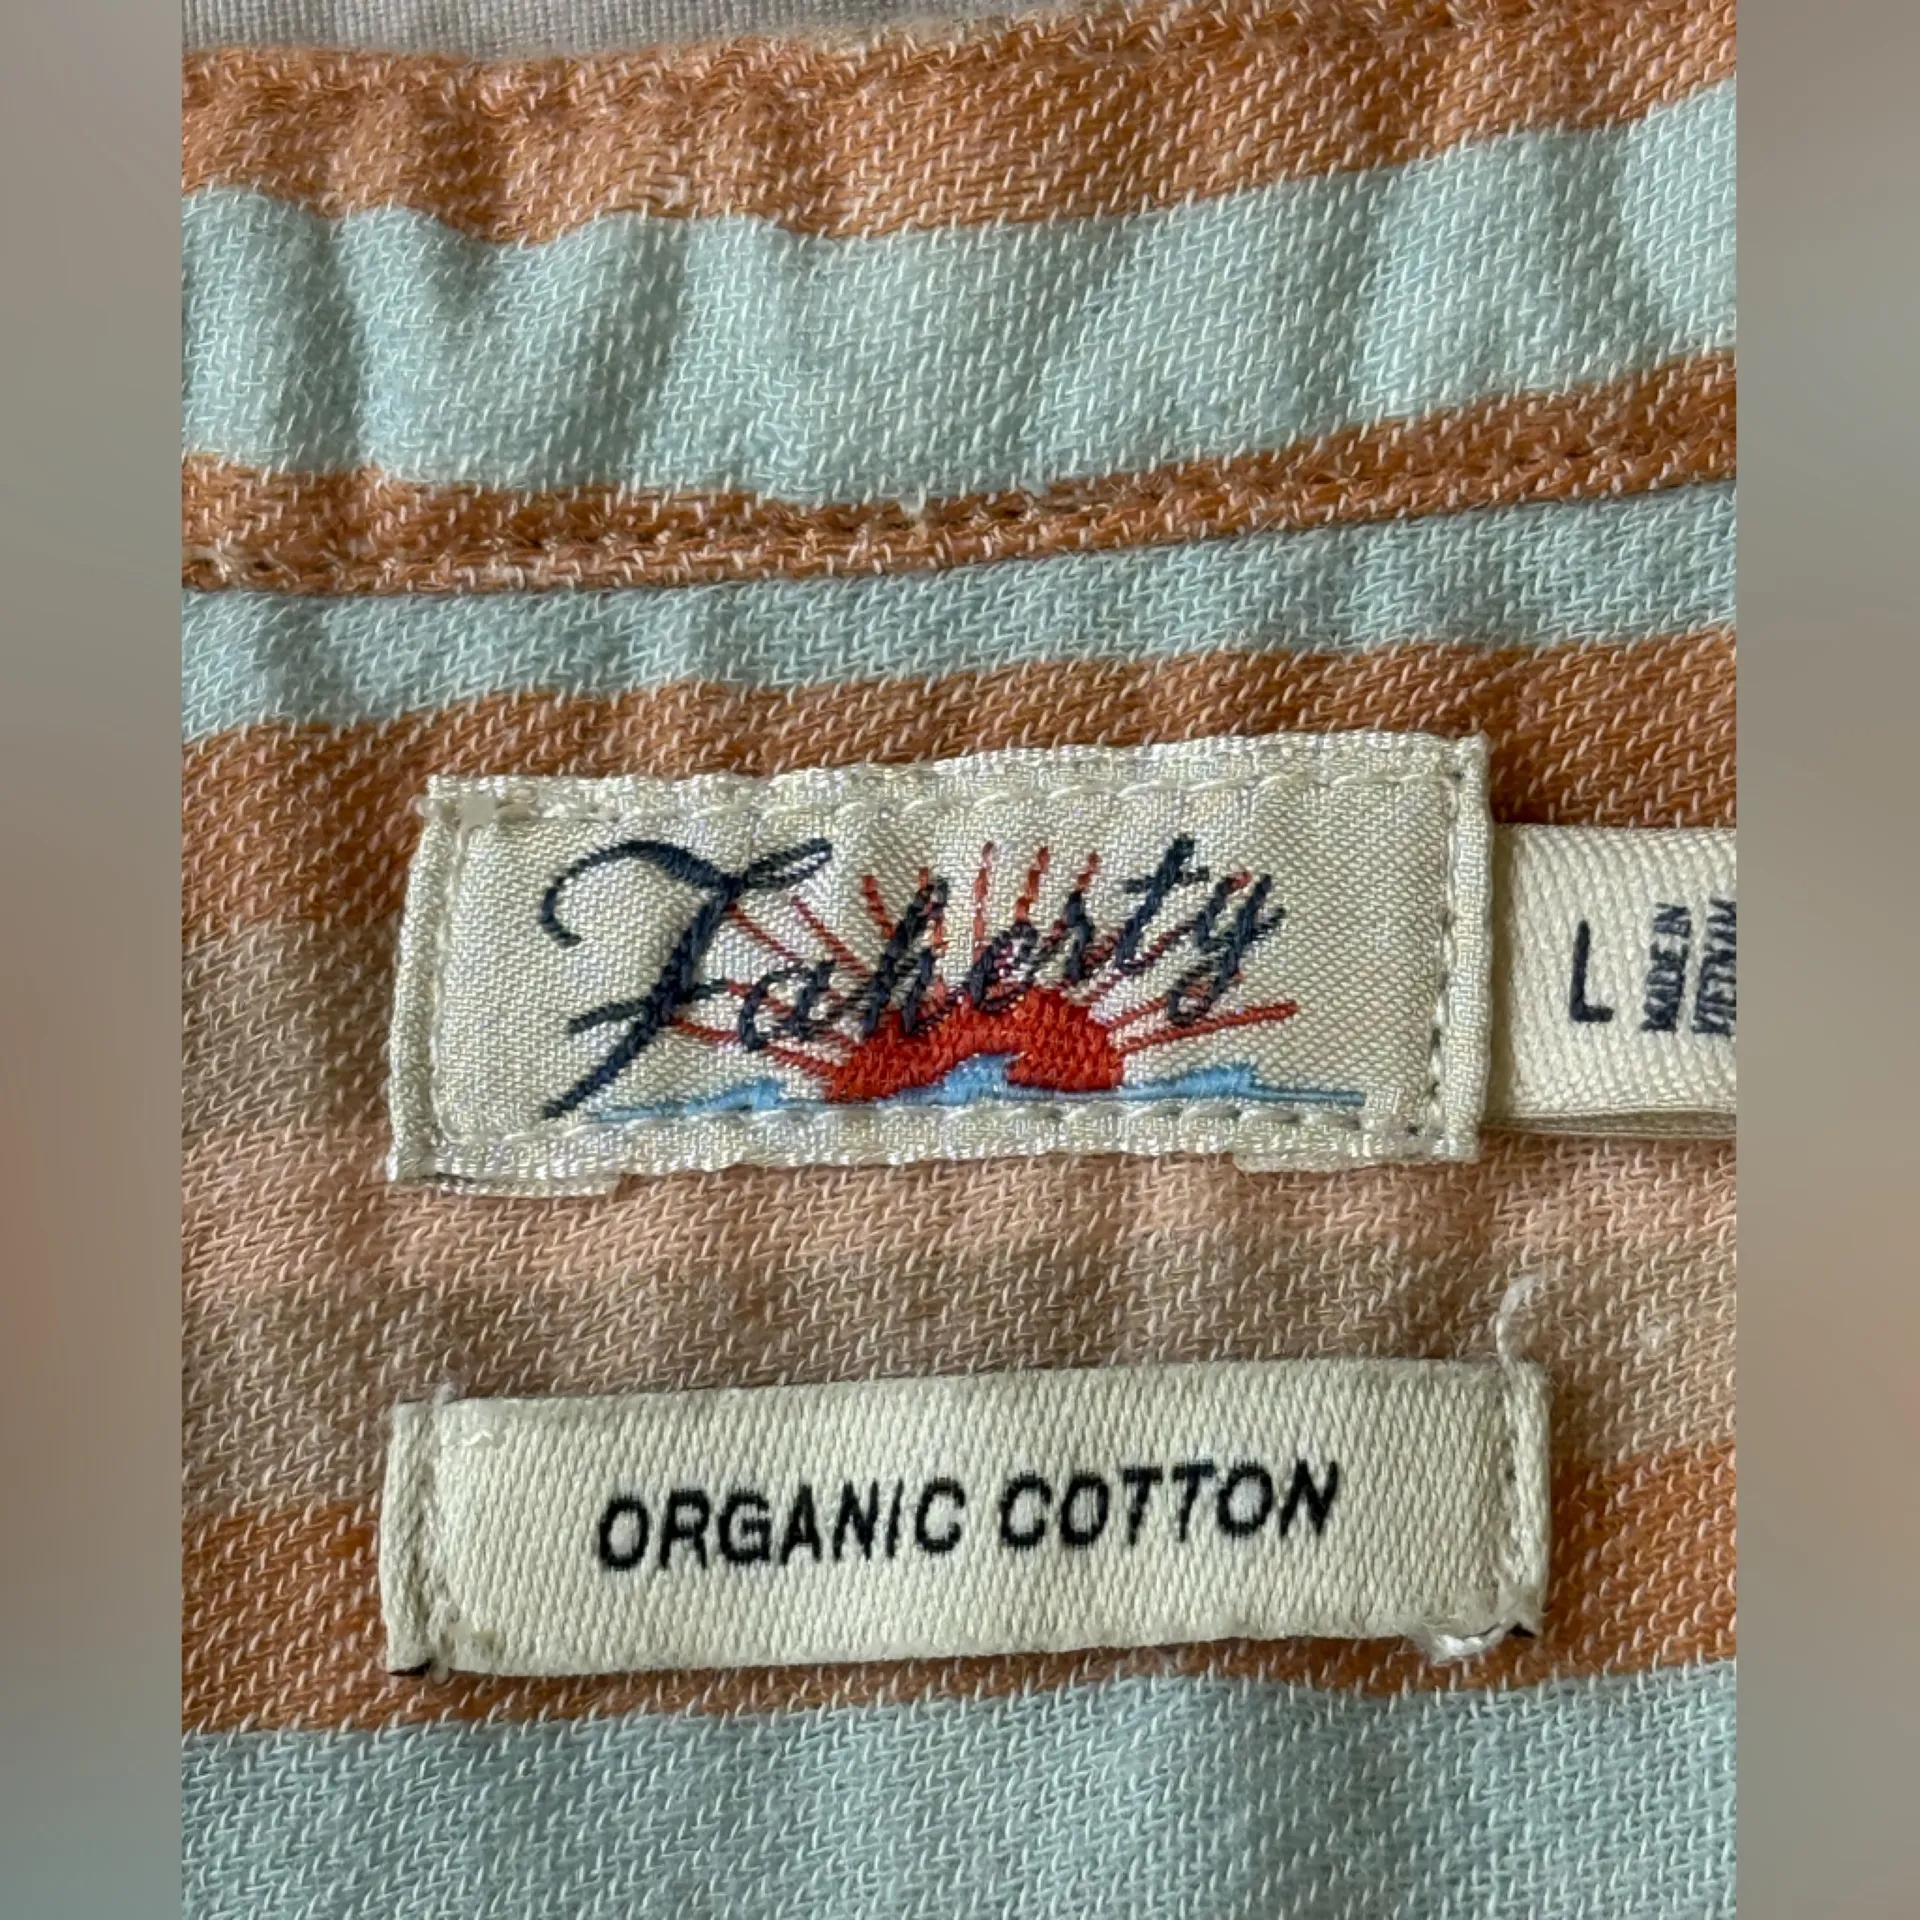 Faherty
L
MADE IN
VIETNAM
ORGANIC COTTON